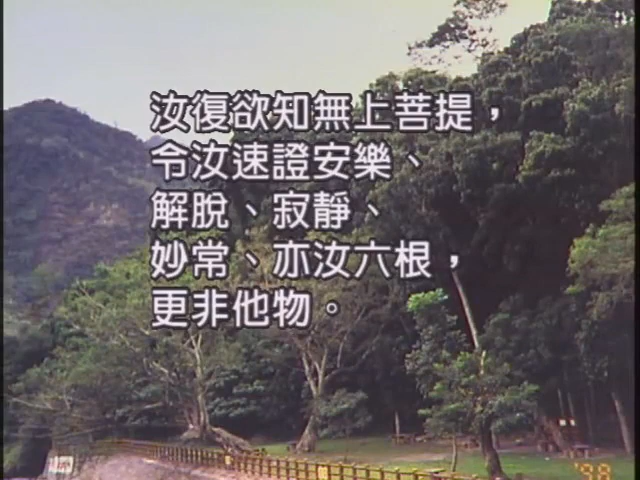 汝復欲知無上菩提，
令汝速證安樂、
解脫、寂靜、
妙常、亦汝六根，
更非他物。
'98